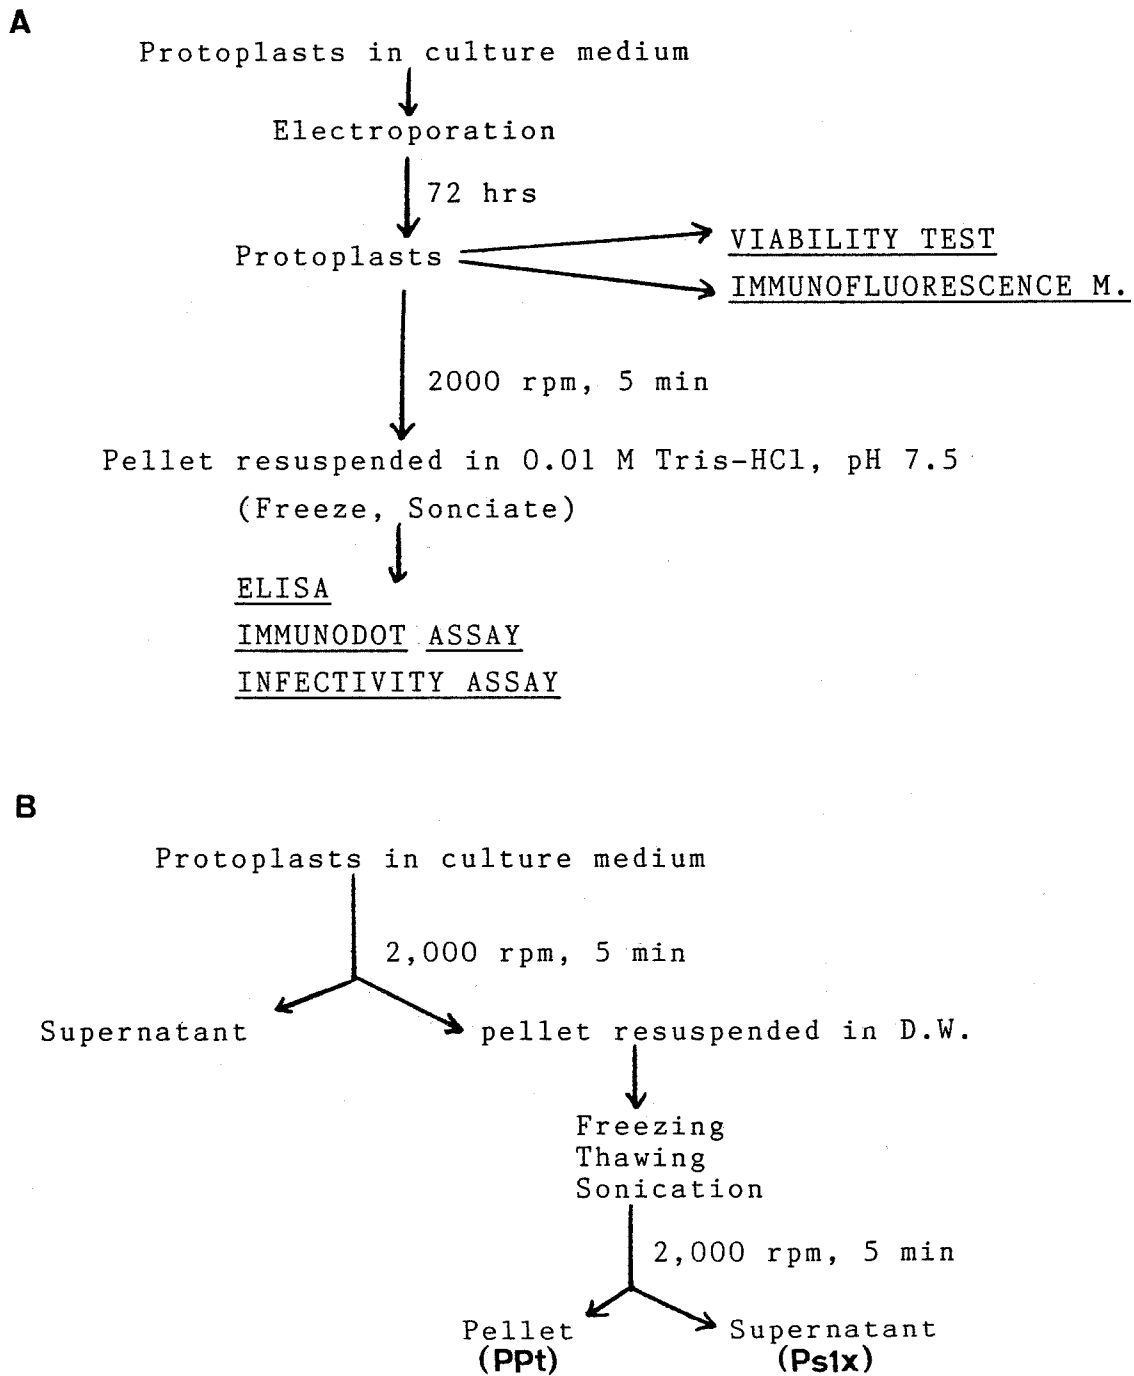 A
Protoplasts in culture medium
Electroporation
72 hrs
Protoplasts
VIABILITY TEST
IMMUNOFLUORESCENCE M.
2000 rpm, 5 min
Pellet resuspended in 0.01 M Tris-HCl, pH 7.5
(Freeze, Sonciate)
ELISA
IMMUNODOT ASSAY
INFECTIVITY ASSAY
B
Protoplasts in culture medium
2,000 rpm, 5 min
Supernatant
pellet resuspended in D.W.
Freezing
Thawing
Sonication
2,000 rpm, 5 min
Pellet
(PPt)
Supernatant
(Ps1x)